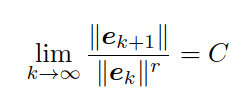 lim_{k→∞} ‖e_{k+1}‖ / ‖e_k‖^r = C